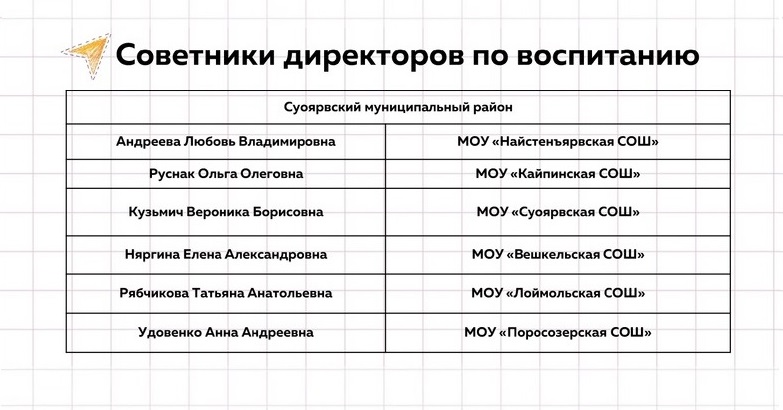 Советники директоров по воспитанию
Суоярвский муниципальный район
Андреева Любовь Владимировна МОУ «Найстенъярвская СОШ»
Руснак Ольга Олеговна МОУ «Кайпинская СОШ»
Кузьмич Вероника Борисовна МОУ «Суоярвская СОШ»
Няргина Елена Александровна МОУ «Вешкельская СОШ»
Рябчикова Татьяна Анатольевна МОУ «Лоймольская СОШ»
Удовенко Анна Андреевна МОУ «Поросозерская СОШ»